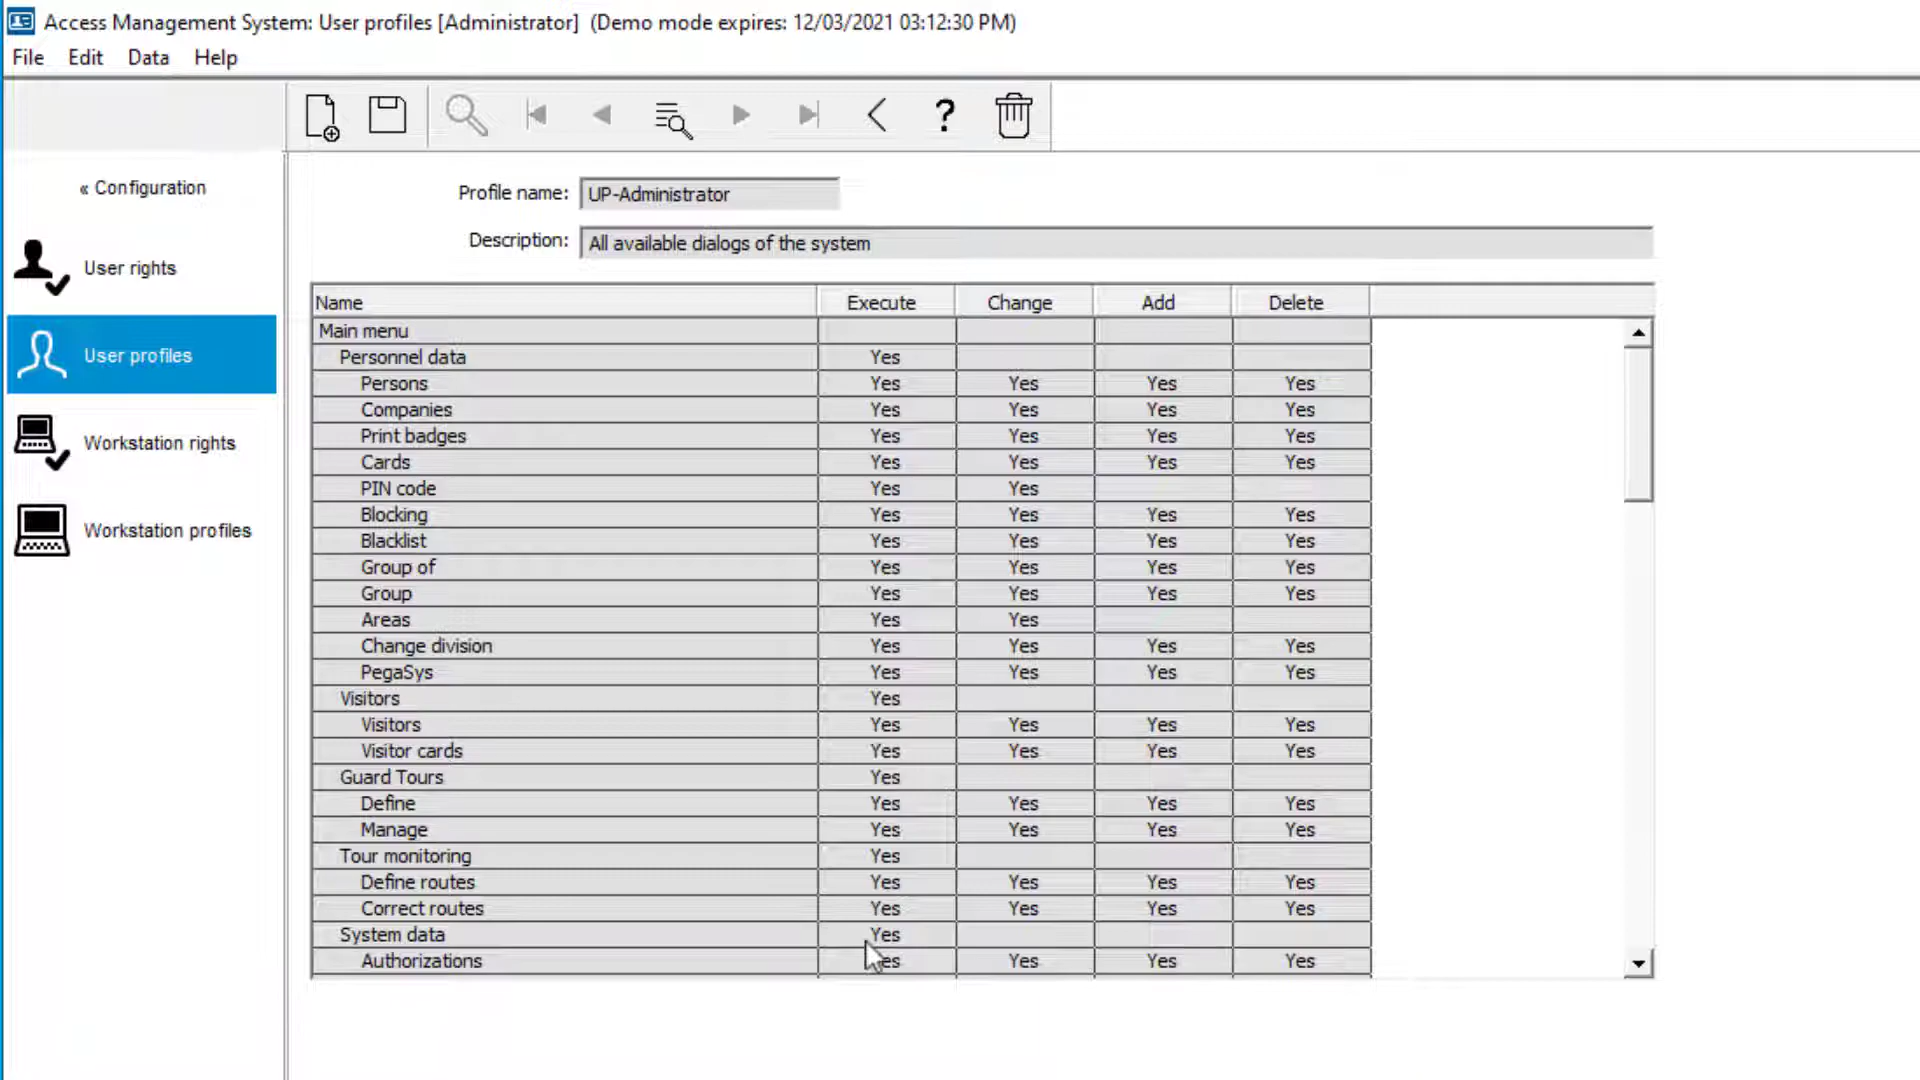 Access Management System: User profiles [Administrator] (Demo mode expires: 12/03/2021 03:12:30 PM)
File Edit Data Help
« Configuration
User rights
User profiles
Workstation rights
Workstation profiles
Profile name: UP-Administrator
Description: All available dialogs of the system
Name Execute Change Add Delete
Main menu
Personnel data Yes
Persons Yes Yes Yes Yes
Companies Yes Yes Yes Yes
Print badges Yes Yes Yes Yes
Cards Yes Yes Yes Yes
PIN code Yes Yes
Blocking Yes Yes Yes Yes
Blacklist Yes Yes Yes Yes
Group of Yes Yes Yes Yes
Group Yes Yes Yes Yes
Areas Yes Yes
Change division Yes Yes Yes Yes
PegaSys Yes Yes Yes Yes
Visitors Yes
Visitors Yes Yes Yes Yes
Visitor cards Yes Yes Yes Yes
Guard Tours Yes
Define Yes Yes Yes Yes
Manage Yes Yes Yes Yes
Tour monitoring Yes
Define routes Yes Yes Yes Yes
Correct routes Yes Yes Yes Yes
System data Yes
Authorizations Yes Yes Yes Yes